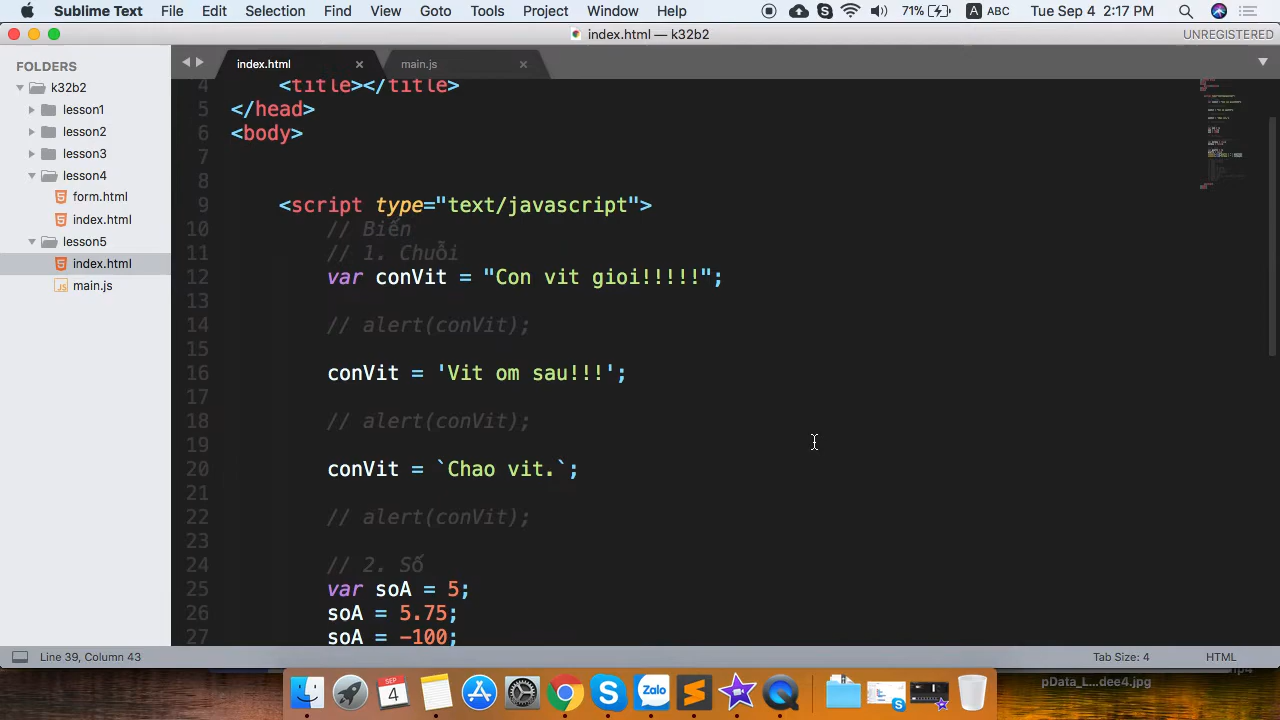 Sublime Text File Edit Selection Find View Goto Tools Project Window Help 71% A ABC Tue Sep 4 2:17 PM
index.html — k32b2 UNREGISTERED
FOLDERS
k32b2
lesson1
lesson2
lesson3
lesson4
form.html
index.html
lesson5
index.html
main.js
index.html main.js
4 <title></title>
5 </head>
6 <body>
7
8
9 <script type="text/javascript">
10 // Biến
11 // 1. Chuỗi
12 var conVit = "Con vit gioi!!!!!";
13
14 // alert(conVit);
15
16 conVit = 'Vit om sau!!!';
17
18 // alert(conVit);
19
20 conVit = `Chao vit.`;
21
22 // alert(conVit);
23
24 // 2. Số
25 var soA = 5;
26 soA = 5.75;
27 soA = -100;
Line 39, Column 43 Tab Size: 4 HTML
SEP
4
Zalo
pData_L...dee4.jpg